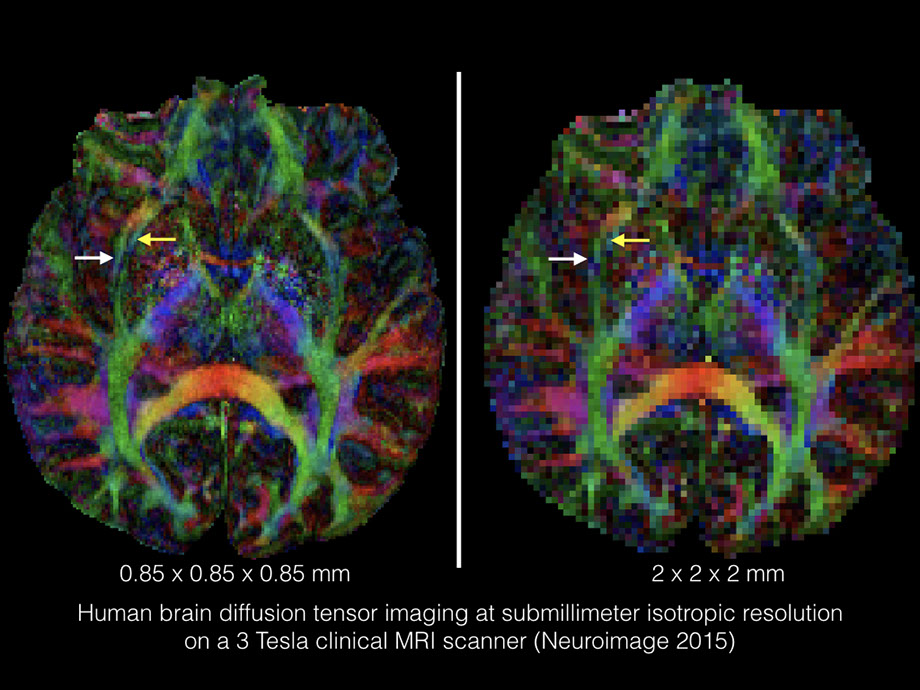 0.85 x 0.85 x 0.85 mm
2 x 2 x 2 mm
Human brain diffusion tensor imaging at submillimeter isotropic resolution
on a 3 Tesla clinical MRI scanner (Neuroimage 2015)